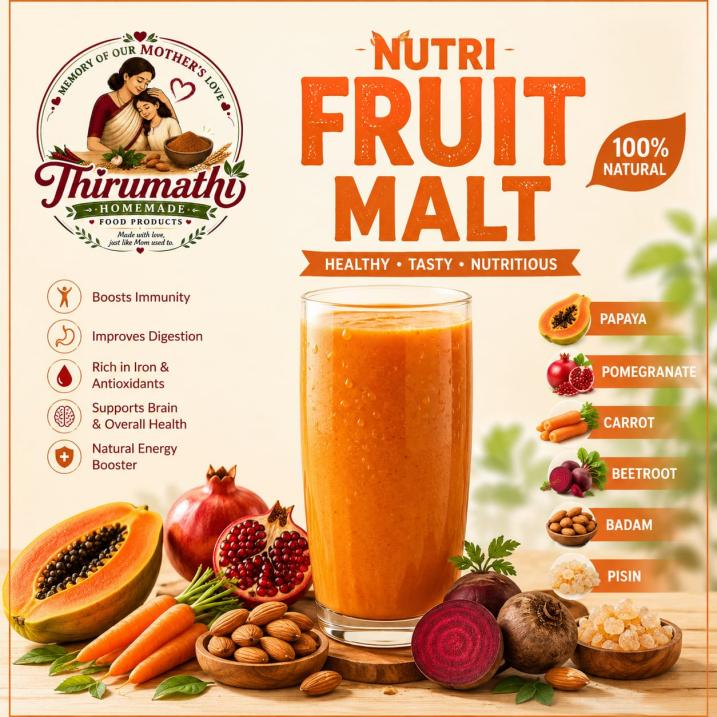 MEMORY OF OUR MOTHER'S LOVE
Thirumathi
HOMEMADE
FOOD PRODUCTS
Made with love,
just like Mom used to.
NUTRI
FRUIT
MALT
HEALTHY • TASTY • NUTRITIOUS
100%
NATURAL
Boosts Immunity
Improves Digestion
Rich in Iron &
Antioxidants
Supports Brain
& Overall Health
Natural Energy
Booster
PAPAYA
POMEGRANATE
CARROT
BEETROOT
BADAM
PISIN